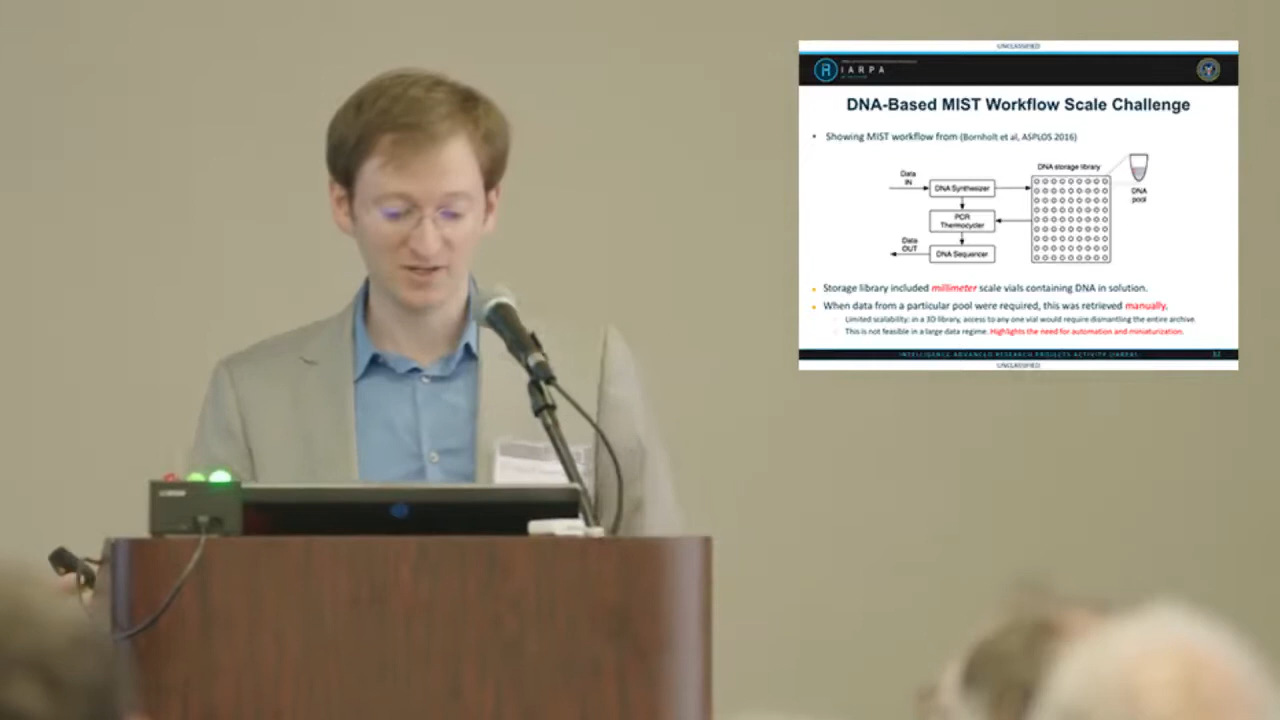 UNCLASSIFIED
IARPA
DNA-Based MIST Workflow Scale Challenge
• Showing MIST workflow from (Bornholt et al, ASPLOS 2016)
Data
IN
DNA Synthesizer
DNA storage library
DNA
pool
PCR
Thermocycler
Data
OUT
DNA Sequencer
Storage library included millimeter scale vials containing DNA in solution.
When data from a particular pool were required, this was retrieved manually.
Limited scalability: in a 3D library, access to any one vial would require dismantling the entire archive.
This is not feasible in a large data regime. Highlights the need for automation and miniaturization.
INTELLIGENCE ADVANCED RESEARCH PROJECTS ACTIVITY (IARPA)
UNCLASSIFIED